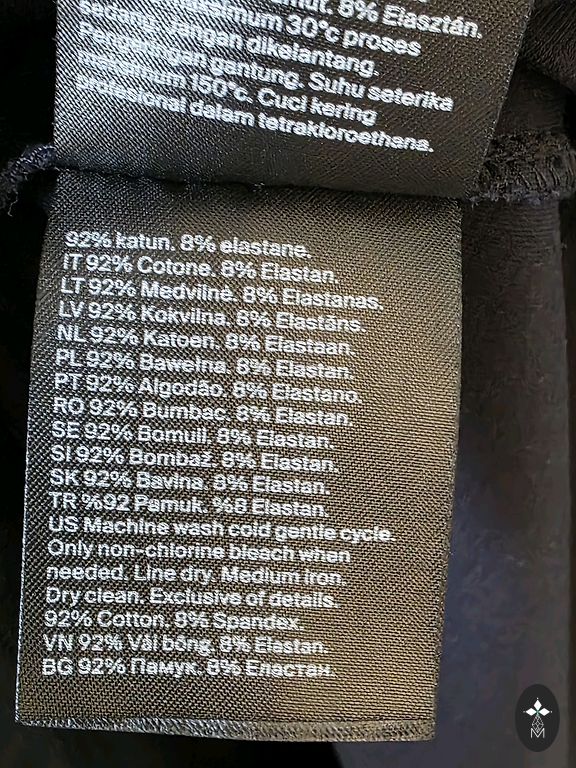 8% Elasztán.
maksimum 30°c proses
sedang. Jangan dikelantang.
Pengeringan gantung. Suhu seterika
maksimum 150°c. Cuci kering
profesional dalam tetrakloroethana.
92% katun. 8% elastane.
IT 92% Cotone. 8% Elastan.
LT 92% Medvilnė. 8% Elastanas.
LV 92% Kokvilna. 8% Elastāns.
NL 92% Katoen. 8% Elastaan.
PL 92% Bawełna. 8% Elastan.
PT 92% Algodão. 8% Elastano.
RO 92% Bumbac. 8% Elastan.
SE 92% Bomull. 8% Elastan.
SI 92% Bombaž. 8% Elastan.
SK 92% Bavlna. 8% Elastan.
TR %92 Pamuk. %8 Elastan.
US Machine wash cold gentle cycle.
Only non-chlorine bleach when
needed. Line dry. Medium iron.
Dry clean. Exclusive of details.
92% Cotton. 8% Spandex.
VN 92% Vải bông. 8% Elastan.
BG 92% Памук. 8% Еластан.
M